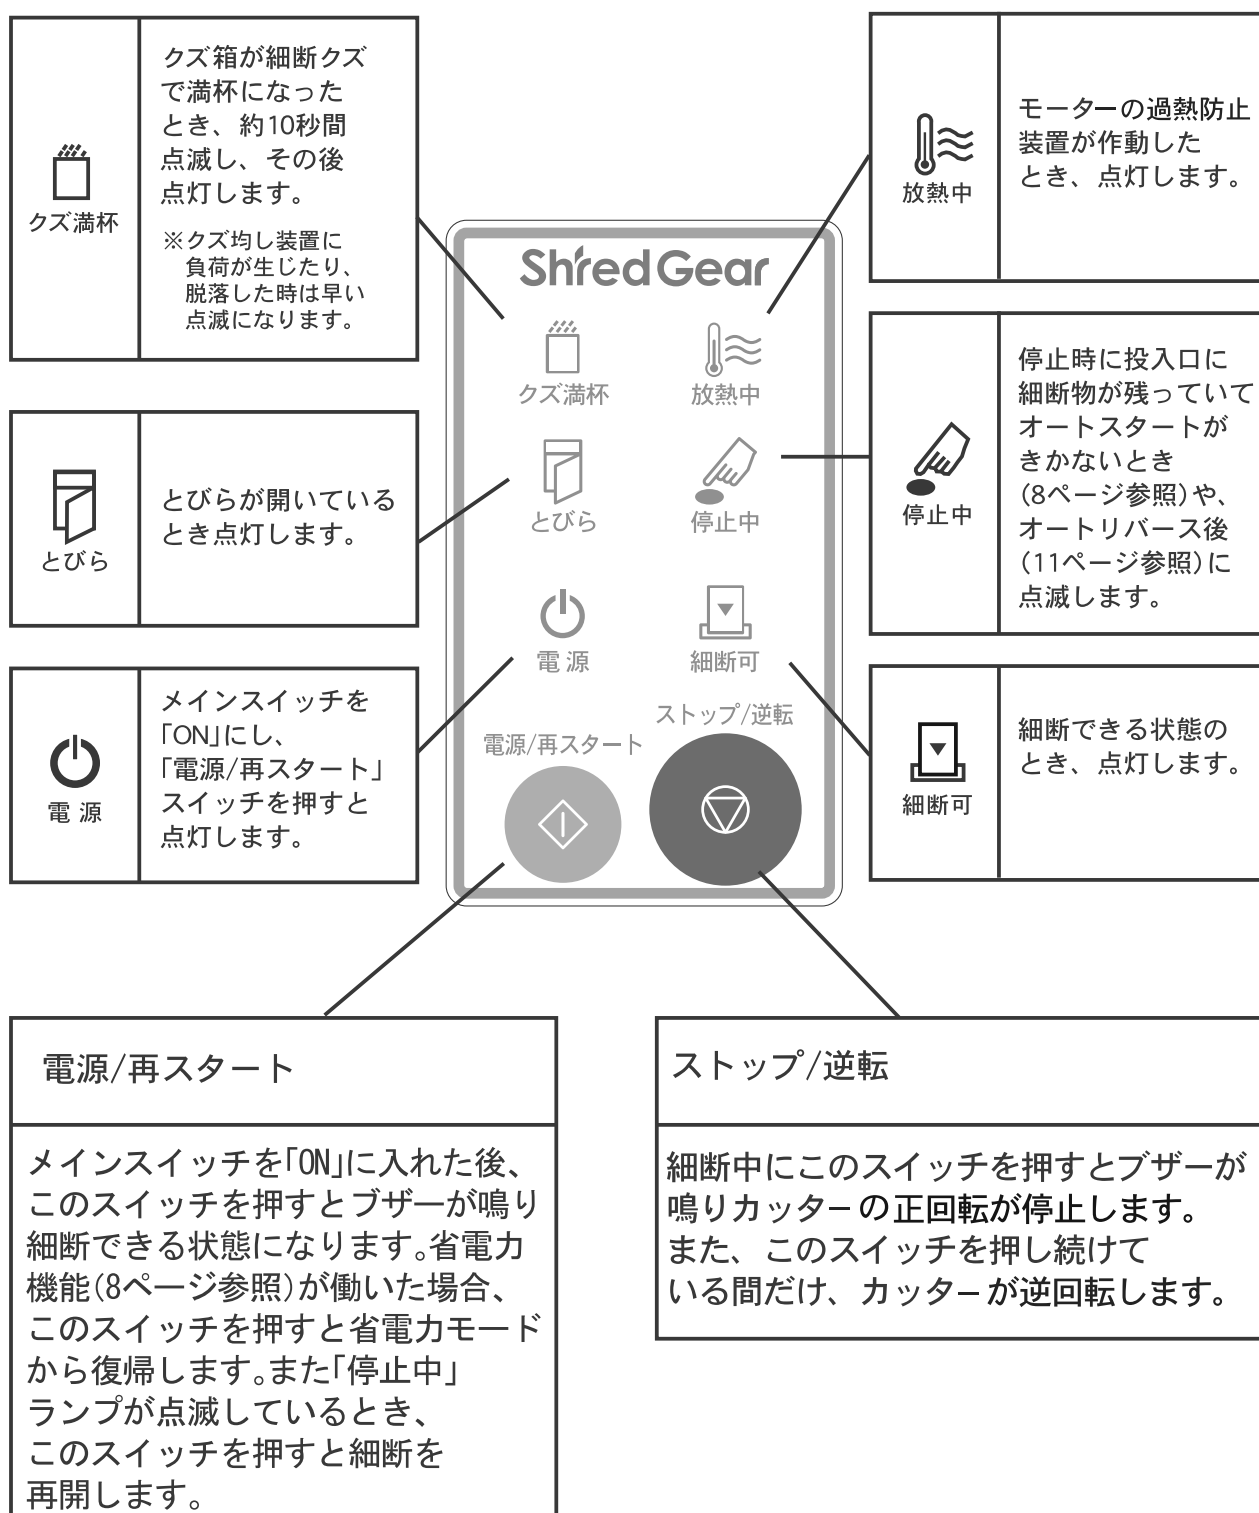 クズ満杯
クズ箱が細断クズ
で満杯になった
とき、約10秒間
点滅し、その後
点灯します。
※クズ均し装置に
負荷が生じたり、
脱落した時は早い
点滅になります。
とびら
とびらが開いている
とき点灯します。
電源
メインスイッチを
｢ON｣にし、
｢電源/再スタート｣
スイッチを押すと
点灯します。
Shred Gear
クズ満杯
放熱中
とびら
停止中
電源
細断可
電源/再スタート
ストップ/逆転
放熱中
モーターの過熱防止
装置が作動した
とき、点灯します。
停止中
停止時に投入口に
細断物が残っていて
オートスタートが
きかないとき
(8ページ参照)や、
オートリバース後
(11ページ参照)に
点滅します。
細断可
細断できる状態の
とき、点灯します。
電源/再スタート
メインスイッチを｢ON｣に入れた後、
このスイッチを押すとブザーが鳴り
細断できる状態になります。省電力
機能(8ページ参照)が働いた場合、
このスイッチを押すと省電力モード
から復帰します。また｢停止中｣
ランプが点滅しているとき、
このスイッチを押すと細断を
再開します。
ストップ/逆転
細断中にこのスイッチを押すとブザーが
鳴りカッターの正回転が停止します。
また、このスイッチを押し続けて
いる間だけ、カッターが逆回転します。